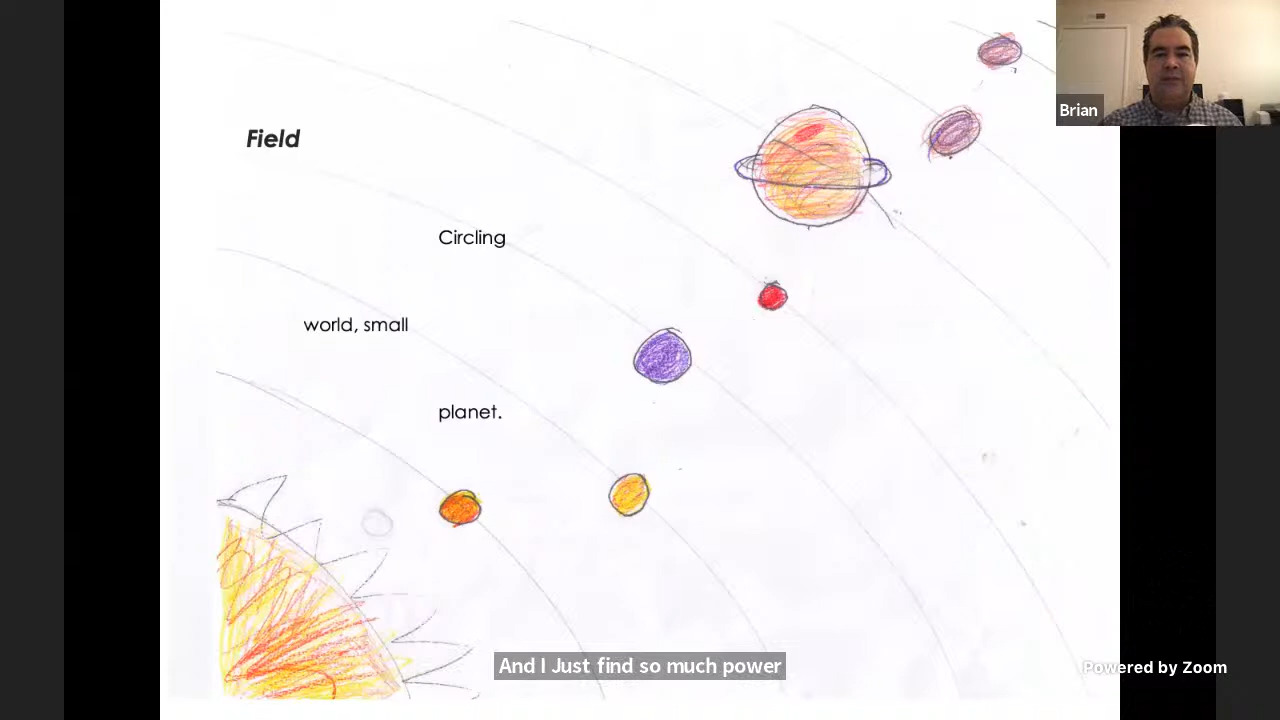 Field
Circling
world, small
planet.
Brian
And I Just find so much power
Powered by Zoom